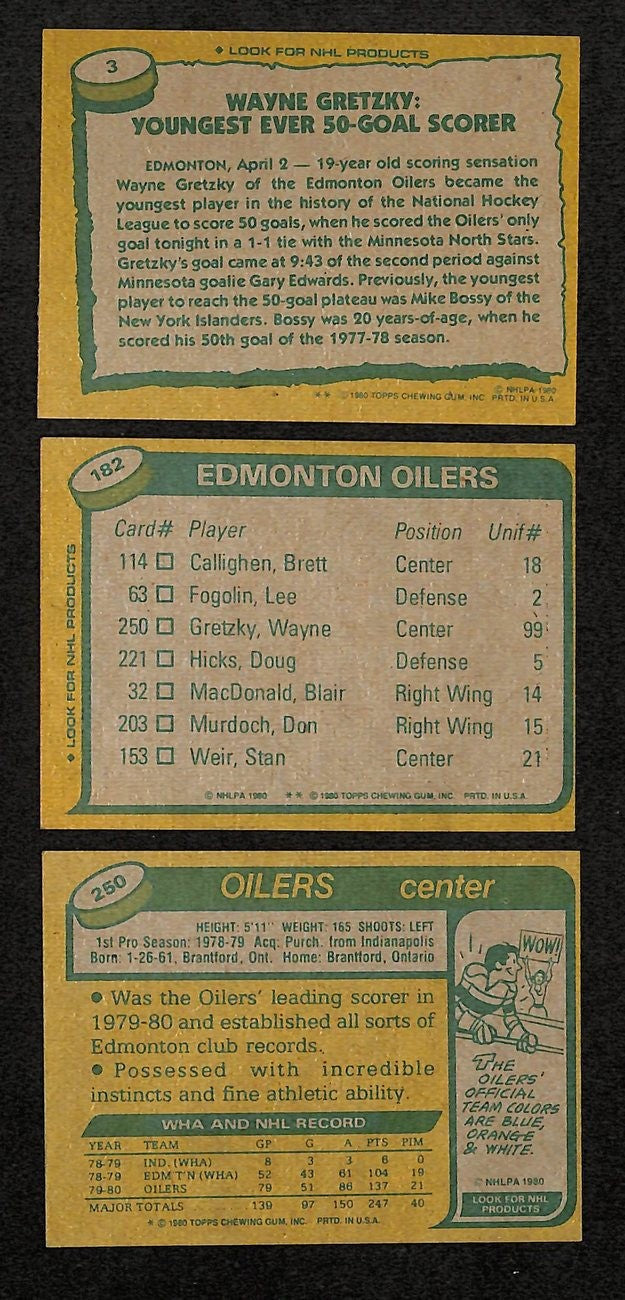 3
◆ LOOK FOR NHL PRODUCTS
WAYNE GRETZKY:
YOUNGEST EVER 50-GOAL SCORER
EDMONTON, April 2 — 19-year old scoring sensation
Wayne Gretzky of the Edmonton Oilers became the
youngest player in the history of the National Hockey
League to score 50 goals, when he scored the Oilers' only
goal tonight in a 1-1 tie with the Minnesota North Stars.
Gretzky's goal came at 9:43 of the second period against
Minnesota goalie Gary Edwards. Previously, the youngest
player to reach the 50-goal plateau was Mike Bossy of the
New York Islanders. Bossy was 20 years-of-age, when he
scored his 50th goal of the 1977-78 season.
© NHLPA 1980
** © 1980 TOPPS CHEWING GUM, INC. PRTD. IN U.S.A.
182
EDMONTON OILERS
◆ LOOK FOR NHL PRODUCTS
Card# Player Position Unif#
114 □ Callighen, Brett Center 18
63 □ Fogolin, Lee Defense 2
250 □ Gretzky, Wayne Center 99
221 □ Hicks, Doug Defense 5
32 □ MacDonald, Blair Right Wing 14
203 □ Murdoch, Don Right Wing 15
153 □ Weir, Stan Center 21
© NHLPA 1980 ** © 1980 TOPPS CHEWING GUM, INC. PRTD. IN U.S.A.
250
OILERS center
HEIGHT: 5'11" WEIGHT: 165 SHOOTS: LEFT
1st Pro Season: 1978-79 Acq: Purch. from Indianapolis
Born: 1-26-61, Brantford, Ont. Home: Brantford, Ontario
● Was the Oilers' leading scorer in
1979-80 and established all sorts of
Edmonton club records.
● Possessed with incredible
instincts and fine athletic ability.
WHA AND NHL RECORD
YEAR TEAM GP G A PTS PIM
78-79 IND. (WHA) 8 3 3 6 0
78-79 EDM'T'N (WHA) 52 43 61 104 19
79-80 OILERS 79 51 86 137 21
MAJOR TOTALS 139 97 150 247 40
* © 1980 TOPPS CHEWING GUM, INC. PRTD. IN U.S.A.
WOW!
THE
OILERS'
OFFICIAL
TEAM COLORS
ARE BLUE,
ORANGE
& WHITE.
© NHLPA 1980
LOOK FOR NHL
PRODUCTS